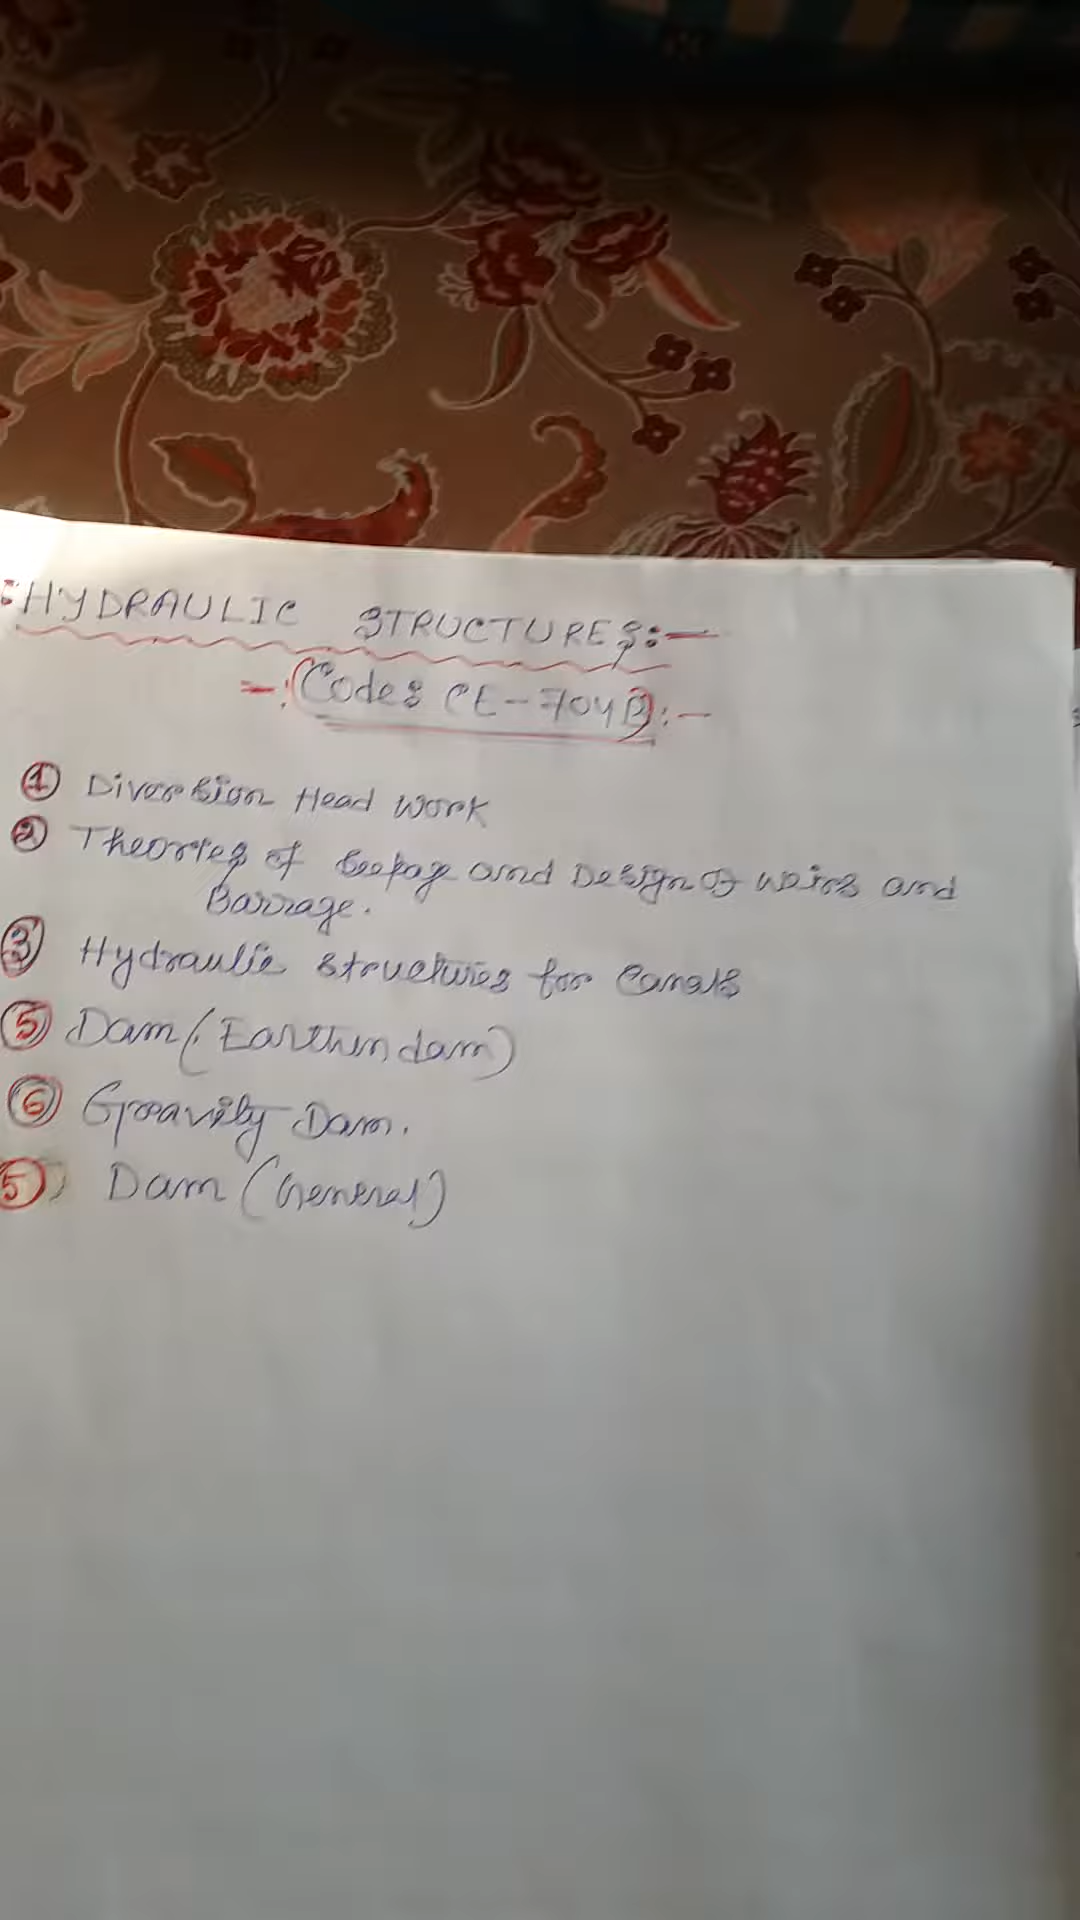 :HYDRAULIC STRUCTURES:-
-:(Code: CE-704B):-
① Diversion Head Work
② Theories of Seepage and Design of weirs and
Barrage.
③ Hydraulic structures for Canals
⑤ Dam (Earthen dam)
⑥ Gravity Dam.
⑤ Dam (General)